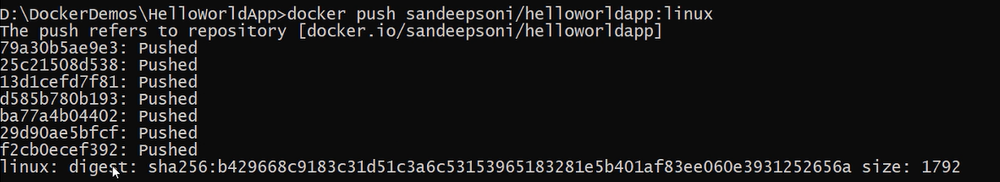 D:\DockerDemos\HelloWorldApp>docker push sandeepsoni/helloworldapp:linux
The push refers to repository [docker.io/sandeepsoni/helloworldapp]
79a30b5ae9e3: Pushed
25c21508d538: Pushed
13d1cefd7f81: Pushed
d585b780b193: Pushed
ba77a4b04402: Pushed
29d90ae5bfcf: Pushed
f2cb0ecef392: Pushed
linux: digest: sha256:b429668c9183c31d51c3a6c53153965183281e5b401af83ee060e3931252656a size: 1792